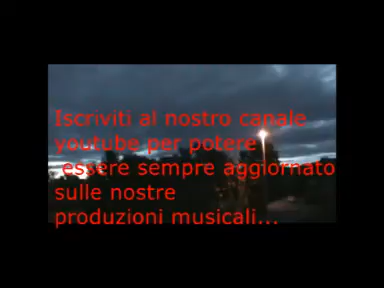 Iscriviti al nostro canale
youtube per potere
essere sempre aggiornato
sulle nostre
produzioni musicali...